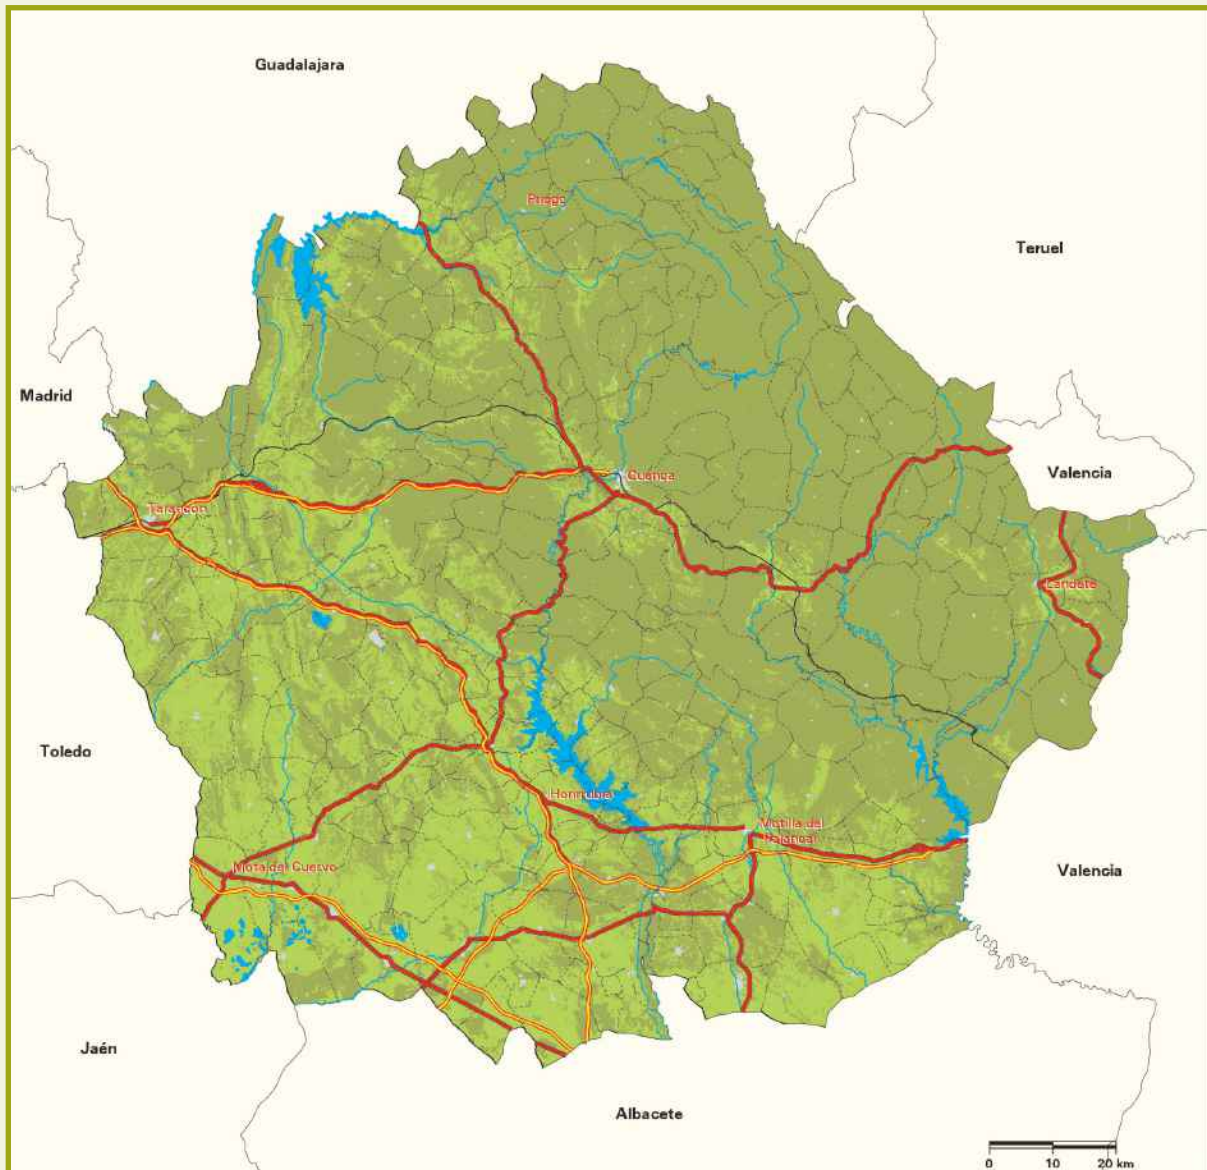 Guadalajara
Priego
Teruel
Madrid
Valencia
Cuenca
Tarancón
Landete
Toledo
Honrubia
Motilla del
Palancar
Mota del Cuervo
Valencia
Jaén
Albacete
0 10 20 km